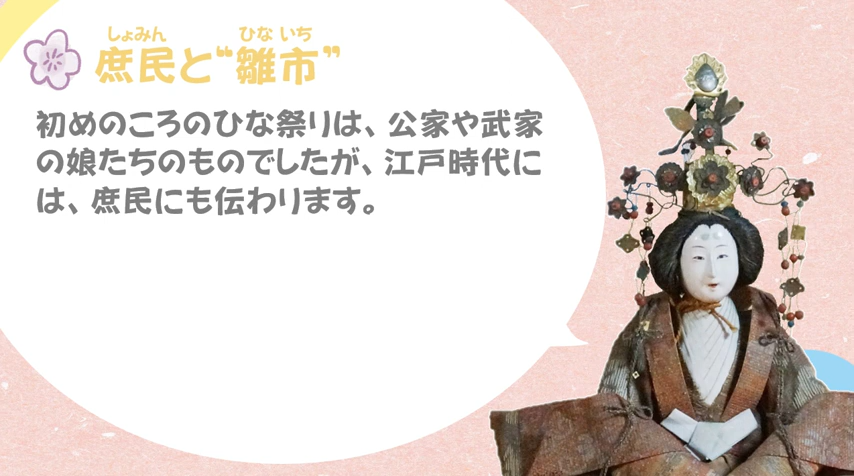 しょみん ひな いち
庶民と“雛市”
初めのころのひな祭りは、公家や武家
の娘たちのものでしたが、江戸時代に
は、庶民にも伝わります。